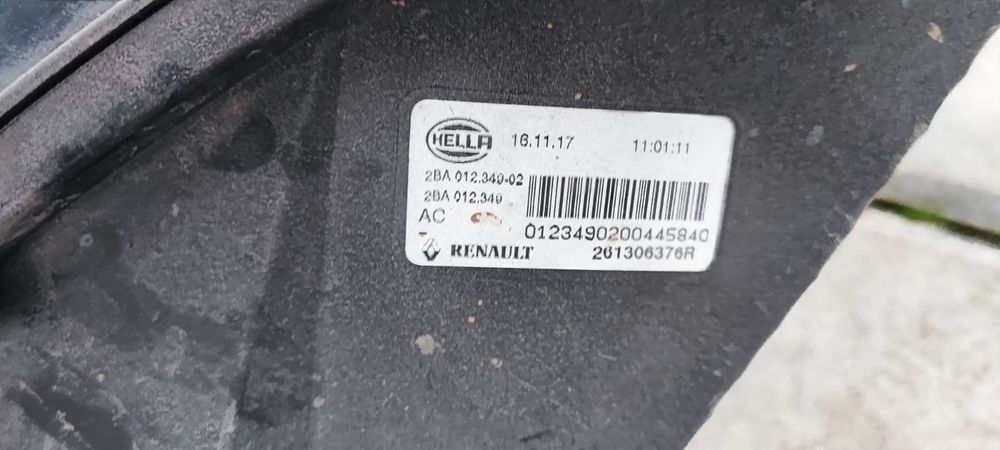 HELLA 16.11.17 11:01:11
2BA 012.349-02
2BA 012.349
AC
0123490200445840
RENAULT 261306376R